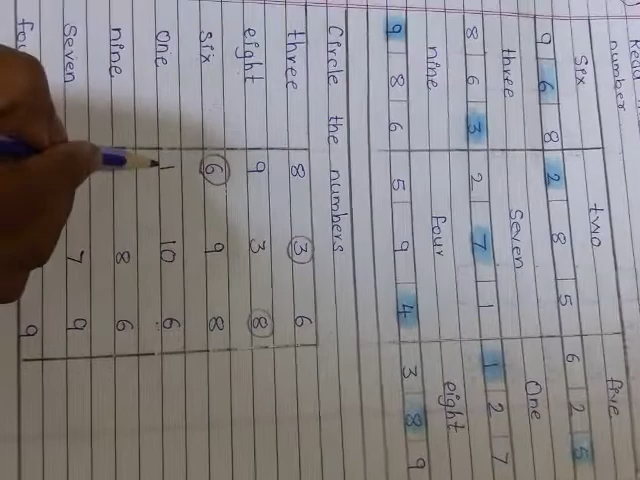 Read
number
six two five
9 6 8 2 8 5 6 2 5
three seven One
8 6 3 2 7 1 1 2 7
nine four eight
9 8 6 5 9 4 3 8 9
Circle the numbers
three 8 3 6
eight 9 3 8
six 6 9 8
One 1 10 6
nine 8 6
seven 7 9
9